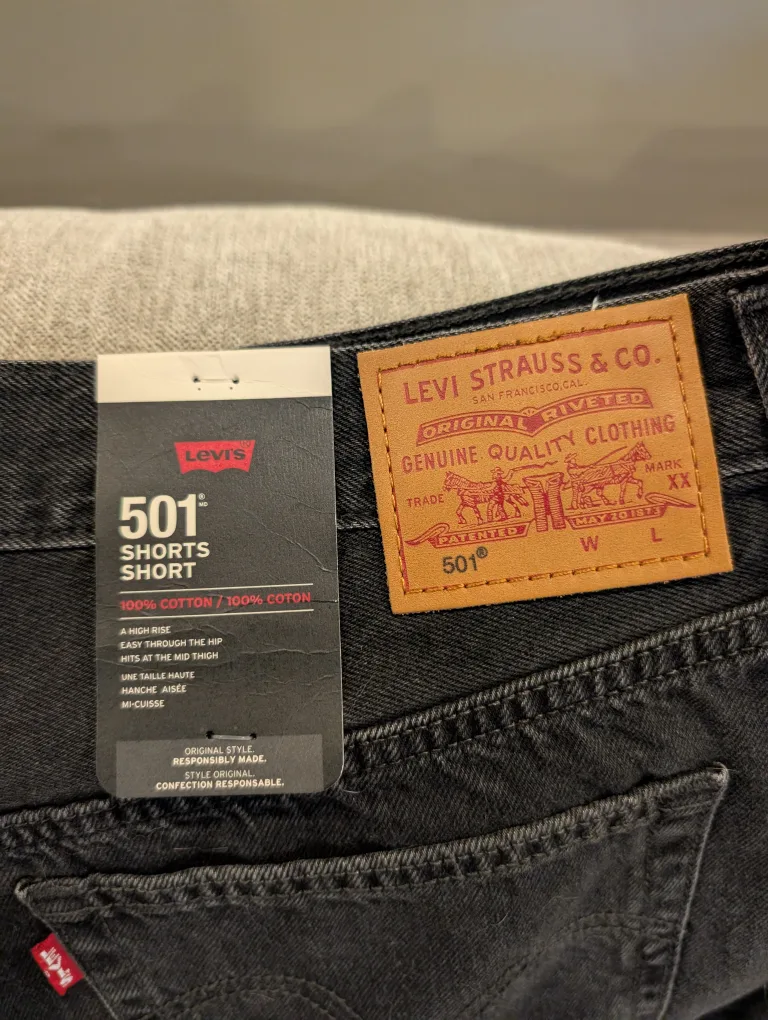 Levi's
501® MD
SHORTS
SHORT
100% COTTON / 100% COTON
A HIGH RISE
EASY THROUGH THE HIP
HITS AT THE MID THIGH
UNE TAILLE HAUTE
HANCHE AISÉE
MI-CUISSE
ORIGINAL STYLE.
RESPONSIBLY MADE.
STYLE ORIGINAL.
CONFECTION RESPONSABLE.
LEVI STRAUSS & CO.
SAN FRANCISCO, CAL.
ORIGINAL RIVETED
GENUINE QUALITY CLOTHING
TRADE MARK
XX
PATENTED MAY 20 1873
501® W L
Levi's